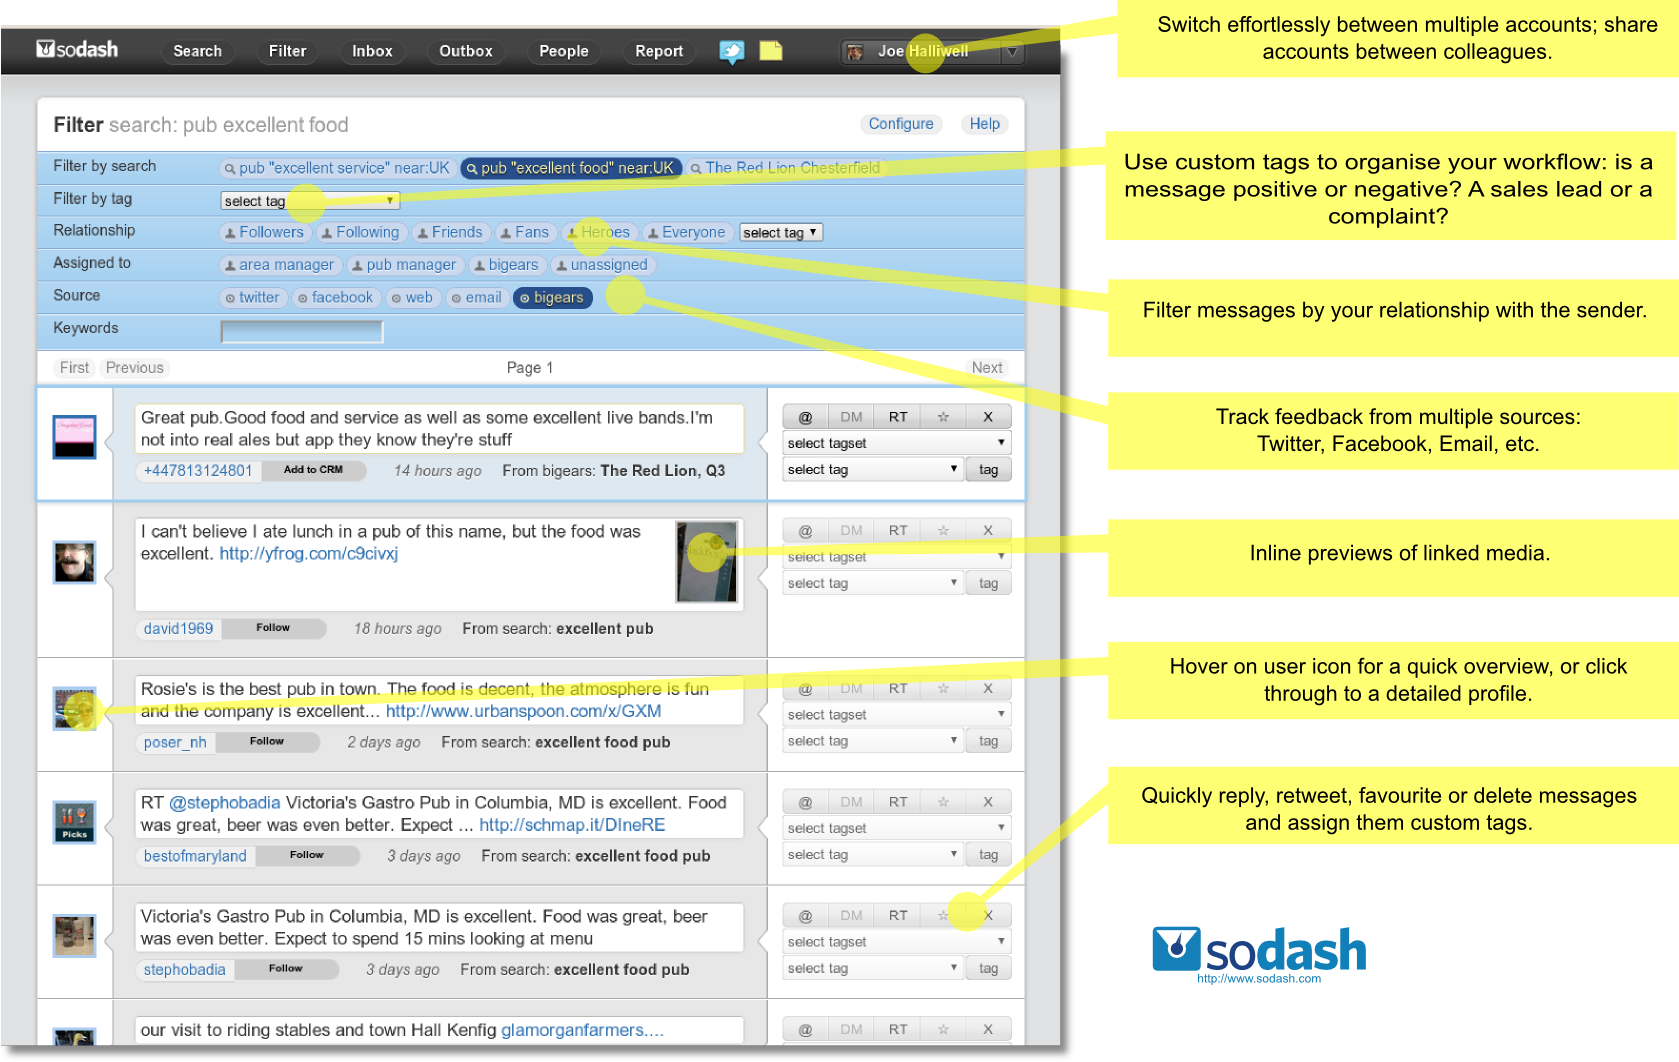 sodash
Search Filter Inbox Outbox People Report
Joe Halliwell
Switch effortlessly between multiple accounts; share
accounts between colleagues.
Filter search: pub excellent food
Configure Help
Filter by search
pub "excellent service" near:UK
pub "excellent food" near:UK
The Red Lion Chesterfield
Use custom tags to organise your workflow: is a
message positive or negative? A sales lead or a
complaint?
Filter by tag
select tag
Relationship
Followers Following Friends Fans Heroes Everyone select tag
Assigned to
area manager pub manager bigears unassigned
Filter messages by your relationship with the sender.
Source
twitter facebook web email bigears
Keywords
First Previous Page 1 Next
Track feedback from multiple sources:
Twitter, Facebook, Email, etc.
Great pub.Good food and service as well as some excellent live bands.I'm
not into real ales but app they know they're stuff
+447813124801 Add to CRM 14 hours ago From bigears: The Red Lion, Q3
@ DM RT ☆ X
select tagset
select tag tag
I can't believe I ate lunch in a pub of this name, but the food was
excellent. http://yfrog.com/c9civxj
david1969 Follow 18 hours ago From search: excellent pub
@ DM RT ☆ X
select tagset
select tag tag
Inline previews of linked media.
Rosie's is the best pub in town. The food is decent, the atmosphere is fun
and the company is excellent... http://www.urbanspoon.com/x/GXM
poser_nh Follow 2 days ago From search: excellent food pub
@ DM RT ☆ X
select tagset
select tag tag
Hover on user icon for a quick overview, or click
through to a detailed profile.
Picks
RT @stephobadia Victoria's Gastro Pub in Columbia, MD is excellent. Food
was great, beer was even better. Expect ... http://schmap.it/DIneRE
bestofmaryland Follow 3 days ago From search: excellent food pub
@ DM RT ☆ X
select tagset
select tag tag
Quickly reply, retweet, favourite or delete messages
and assign them custom tags.
Victoria's Gastro Pub in Columbia, MD is excellent. Food was great, beer
was even better. Expect to spend 15 mins looking at menu
stephobadia Follow 3 days ago From search: excellent food pub
@ DM RT ☆ X
select tagset
select tag tag
our visit to riding stables and town Hall Kenfig glamorganfarmers....
@ DM RT ☆ X
sodash
http://www.sodash.com